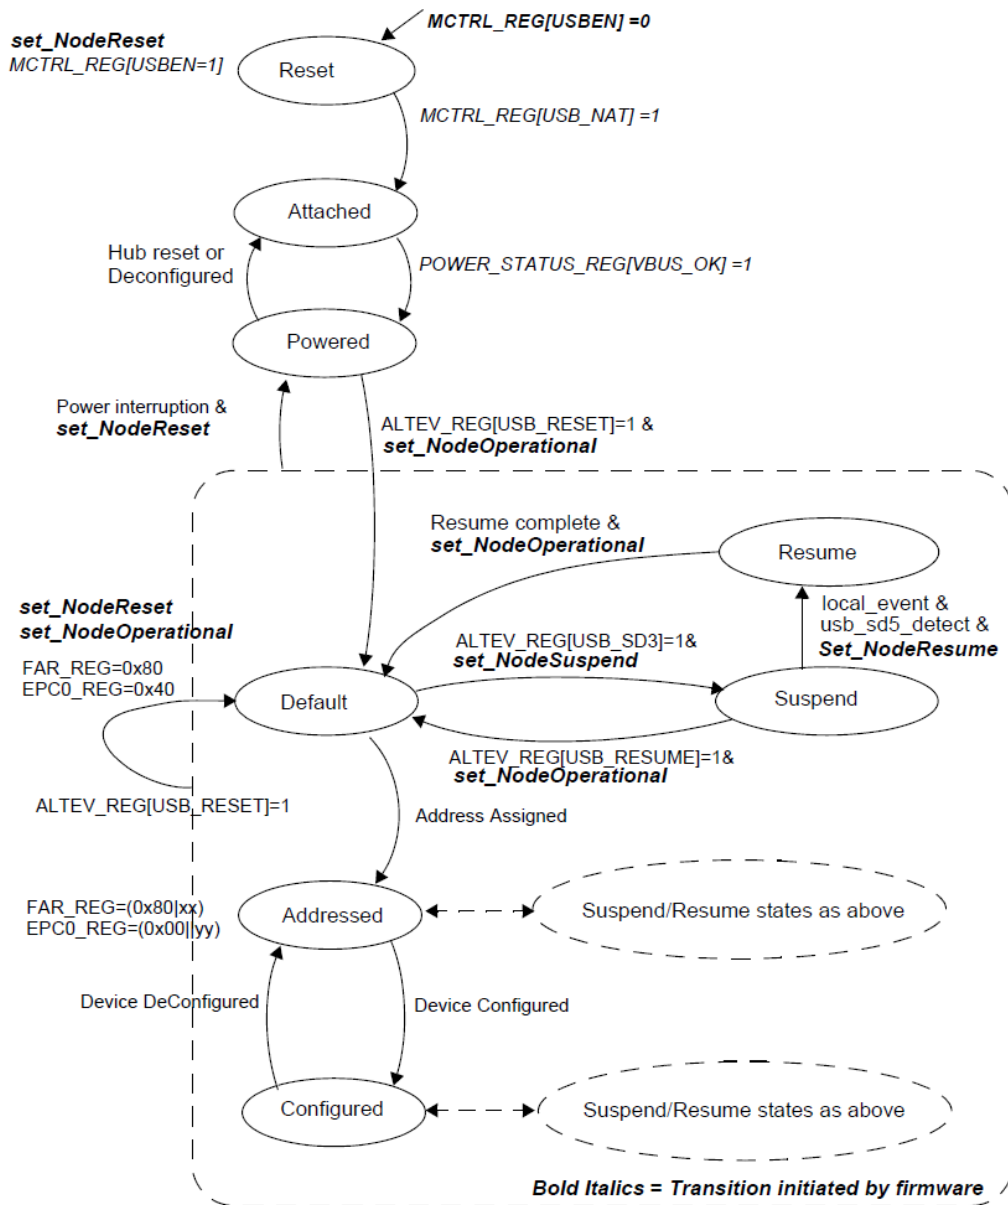 MCTRL_REG[USBEN] =0
set_NodeReset
MCTRL_REG[USBEN=1]
Reset
MCTRL_REG[USB_NAT] =1
Attached
Hub reset or
Deconfigured
POWER_STATUS_REG[VBUS_OK] =1
Powered
Power interruption &
set_NodeReset
ALTEV_REG[USB_RESET]=1 &
set_NodeOperational
Resume complete &
set_NodeOperational
Resume
local_event &
usb_sd5_detect &
Set_NodeResume
set_NodeReset
set_NodeOperational
FAR_REG=0x80
EPC0_REG=0x40
ALTEV_REG[USB_SD3]=1&
set_NodeSuspend
Default
Suspend
ALTEV_REG[USB_RESUME]=1&
set_NodeOperational
ALTEV_REG[USB_RESET]=1
Address Assigned
FAR_REG=(0x80|xx)
EPC0_REG=(0x00||yy)
Addressed
Suspend/Resume states as above
Device DeConfigured
Device Configured
Configured
Suspend/Resume states as above
Bold Italics = Transition initiated by firmware